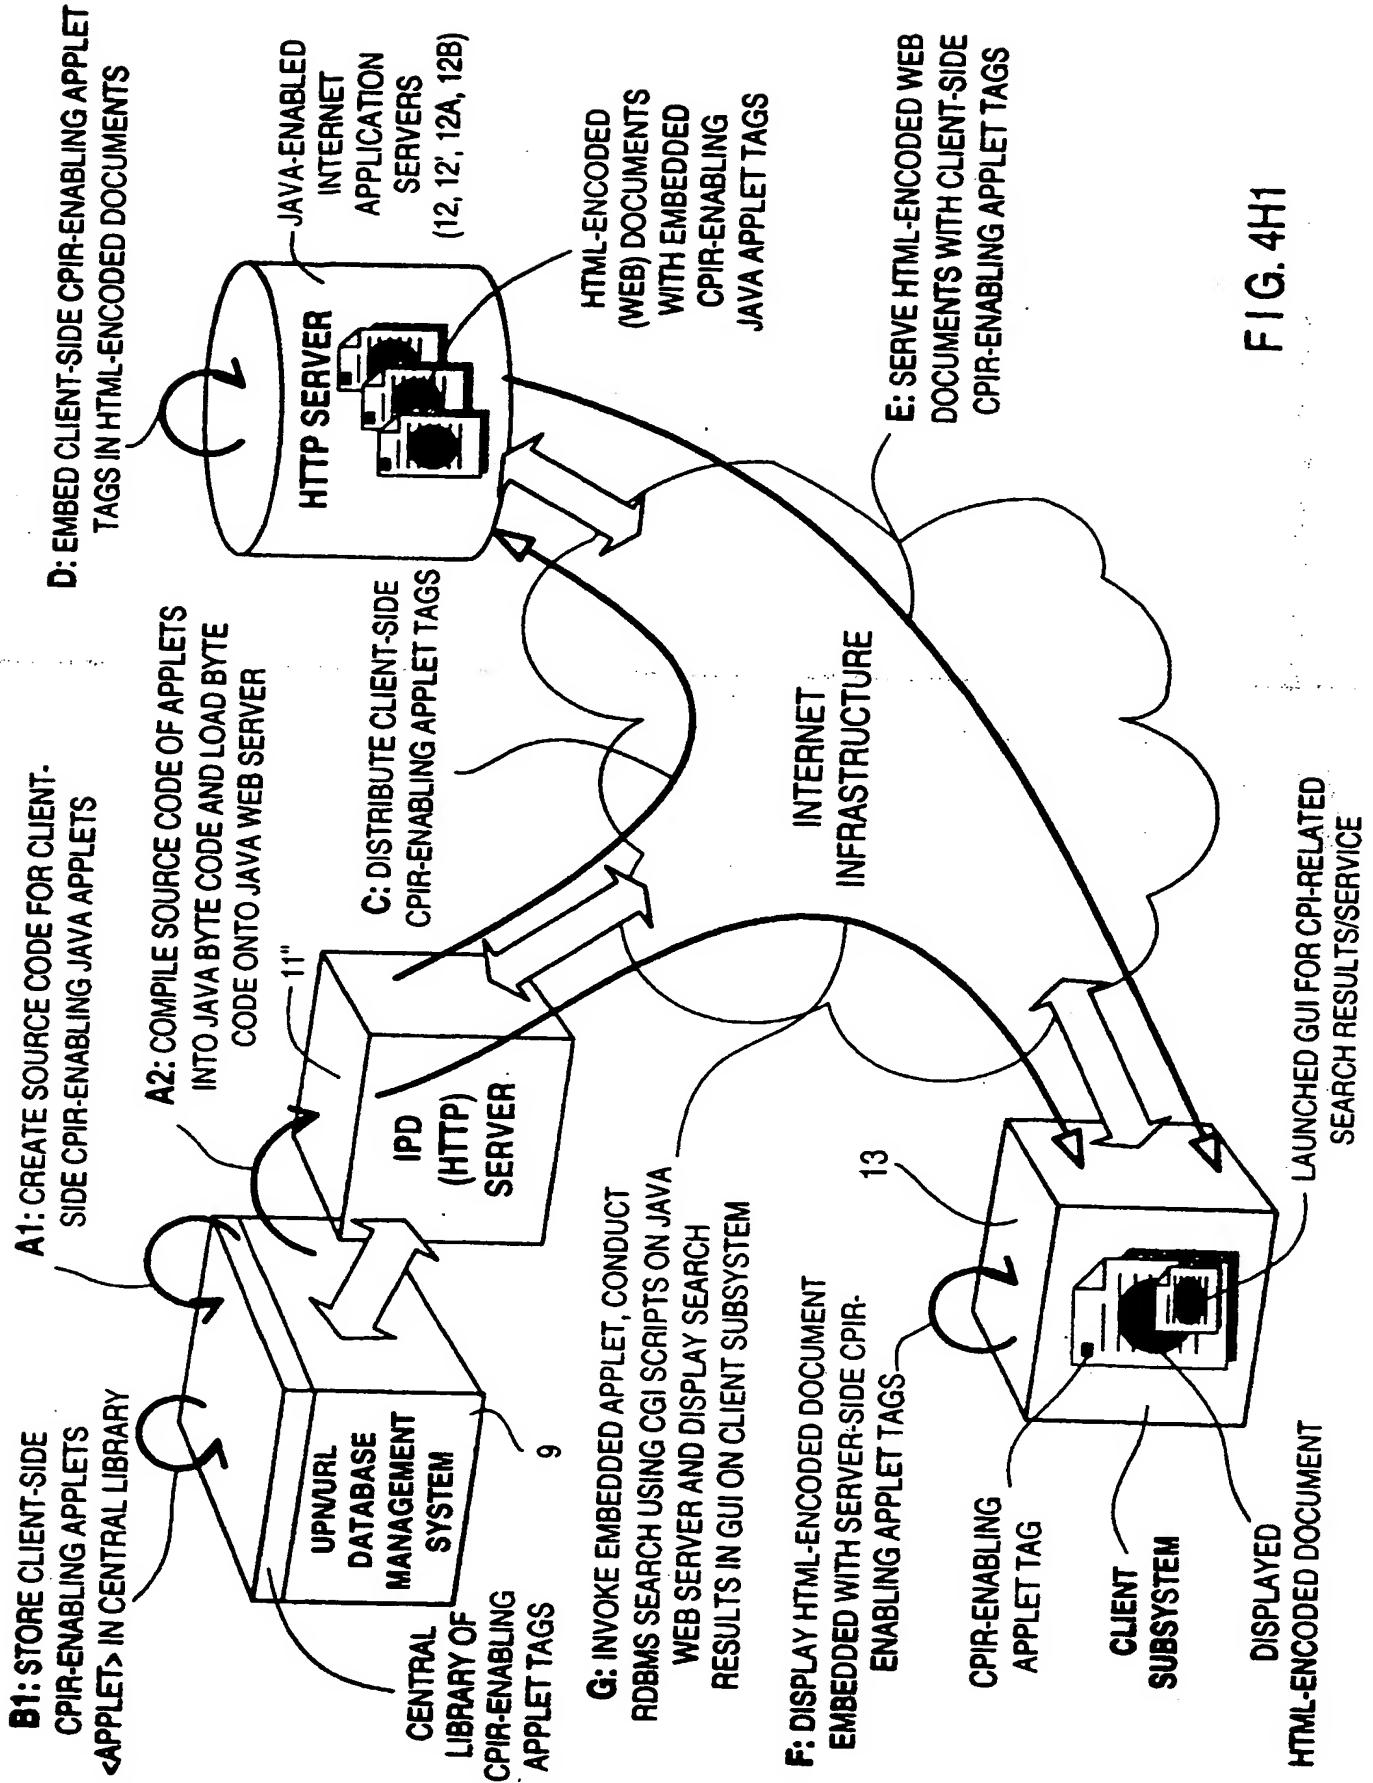 B1: STORE CLIENT-SIDE
CPIR-ENABLING APPLETS
<APPLET> IN CENTRAL LIBRARY
A1: CREATE SOURCE CODE FOR CLIENT-
SIDE CPIR-ENABLING JAVA APPLETS
A2: COMPILE SOURCE CODE OF APPLETS
INTO JAVA BYTE CODE AND LOAD BYTE
CODE ONTO JAVA WEB SERVER
D: EMBED CLIENT-SIDE CPIR-ENABLING APPLET
TAGS IN HTML-ENCODED DOCUMENTS
JAVA-ENABLED
INTERNET
APPLICATION
SERVERS
(12, 12', 12A, 12B)
HTTP SERVER
HTML-ENCODED
(WEB) DOCUMENTS
WITH EMBEDDED
CPIR-ENABLING
JAVA APPLET TAGS
11"
C: DISTRIBUTE CLIENT-SIDE
CPIR-ENABLING APPLET TAGS
UPN/URL
DATABASE
MANAGEMENT
SYSTEM
IPD
(HTTP)
SERVER
9
CENTRAL
LIBRARY OF
CPIR-ENABLING
APPLET TAGS
G: INVOKE EMBEDDED APPLET, CONDUCT
RDBMS SEARCH USING CGI SCRIPTS ON JAVA
WEB SERVER AND DISPLAY SEARCH
RESULTS IN GUI ON CLIENT SUBSYSTEM
INTERNET
INFRASTRUCTURE
E: SERVE HTML-ENCODED WEB
DOCUMENTS WITH CLIENT-SIDE
CPIR-ENABLING APPLET TAGS
F: DISPLAY HTML-ENCODED DOCUMENT
EMBEDDED WITH SERVER-SIDE CPIR-
ENABLING APPLET TAGS
13
CPIR-ENABLING
APPLET TAG
CLIENT
SUBSYSTEM
DISPLAYED
HTML-ENCODED DOCUMENT
LAUNCHED GUI FOR CPI-RELATED
SEARCH RESULTS/SERVICE
FIG. 4H1